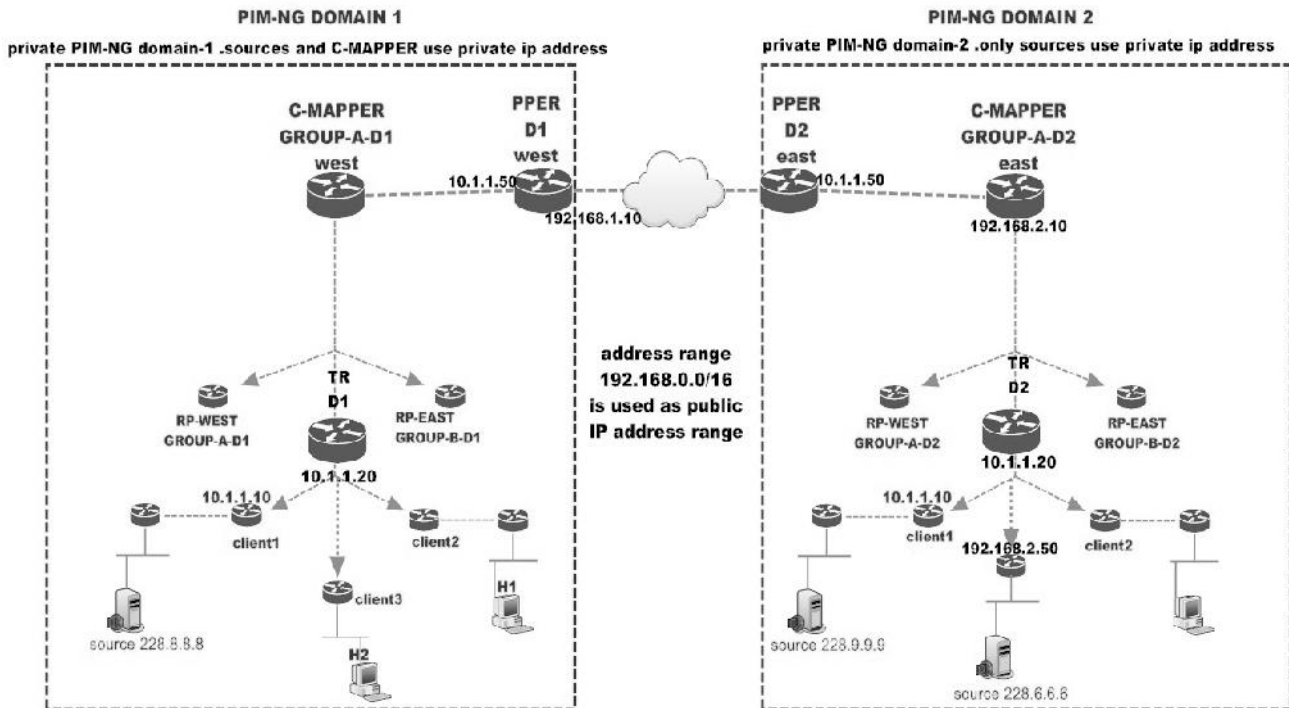 PIM-NG DOMAIN 1
private PIM-NG domain-1 .sources and C-MAPPER use private ip address
C-MAPPER
GROUP-A-D1
west
PPER
D1
west
10.1.1.50
192.168.1.10
TR
D1
RP-WEST
GROUP-A-D1
RP-EAST
GROUP-B-D1
10.1.1.20
10.1.1.10
client1
client2
client3
H1
H2
source 228.8.8.8
address range
192.168.0.0/16
is used as public
IP address range
PIM-NG DOMAIN 2
private PIM-NG domain-2 .only sources use private ip address
PPER
D2
east
C-MAPPER
GROUP-A-D2
east
10.1.1.50
192.168.2.10
TR
D2
RP-WEST
GROUP-A-D2
RP-EAST
GROUP-B-D2
10.1.1.20
10.1.1.10
client1
client2
192.168.2.50
source 228.9.9.9
source 228.6.6.6